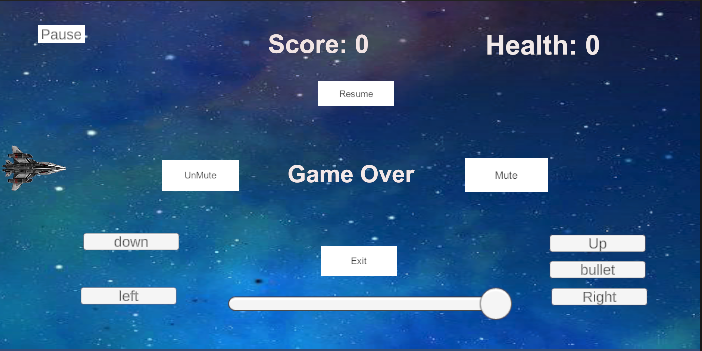 Pause
Score: 0
Health: 0
Resume
UnMute
Game Over
Mute
down
Up
Exit
bullet
left
Right